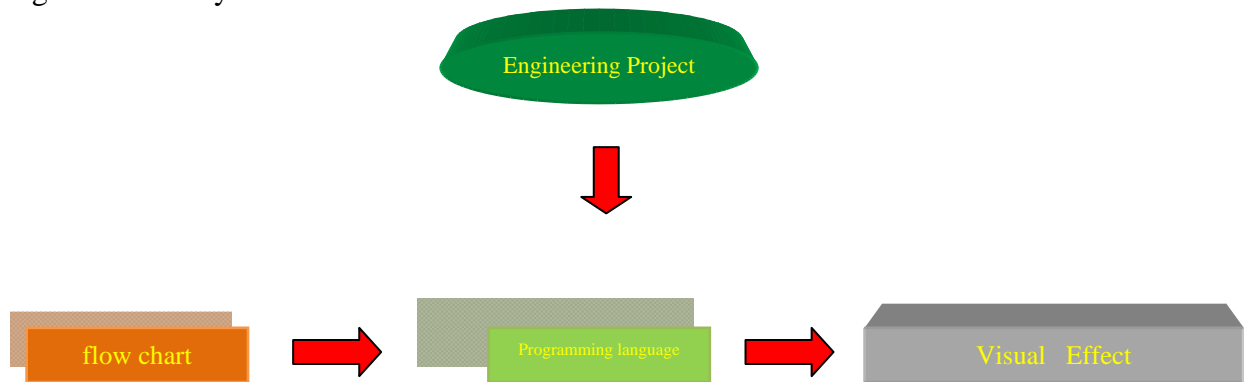 Engineering Project
flow chart
Programming language
Visual Effect